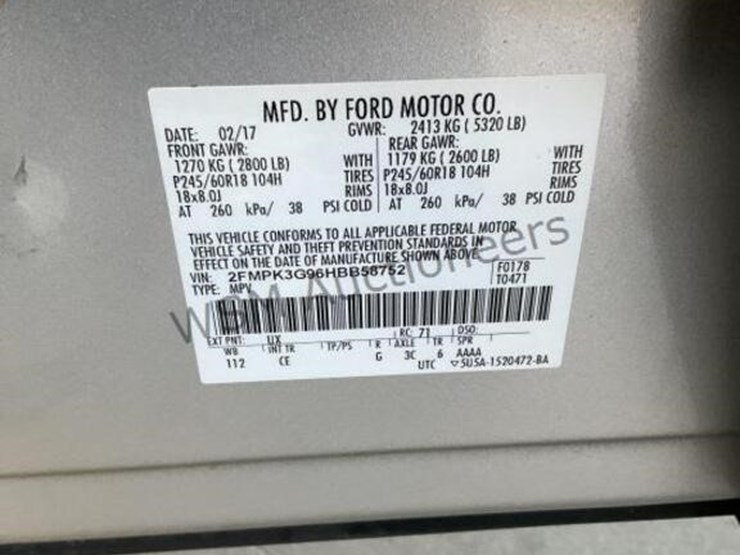 MFD. BY FORD MOTOR CO.
DATE: 02/17 GVWR: 2413 KG ( 5320 LB)
FRONT GAWR: REAR GAWR:
1270 KG ( 2800 LB) WITH 1179 KG ( 2600 LB) WITH
P245/60R18 104H TIRES P245/60R18 104H TIRES
18x8.0J RIMS 18x8.0J RIMS
AT 260 kPa/ 38 PSI COLD AT 260 kPa/ 38 PSI COLD
THIS VEHICLE CONFORMS TO ALL APPLICABLE FEDERAL MOTOR
VEHICLE SAFETY AND THEFT PREVENTION STANDARDS IN
EFFECT ON THE DATE OF MANUFACTURE SHOWN ABOVE
VIN: 2FMPK3G96HBB58752 F0178
TYPE: MPV T0471
EXT PNT: UX RC: 71 DSO:
WB INT TR TP/PS R AXLE TR SPR
112 CE G 3C 6 AAAA
UTC ▽5U5A-1520472-BA
WSM Auctioneers